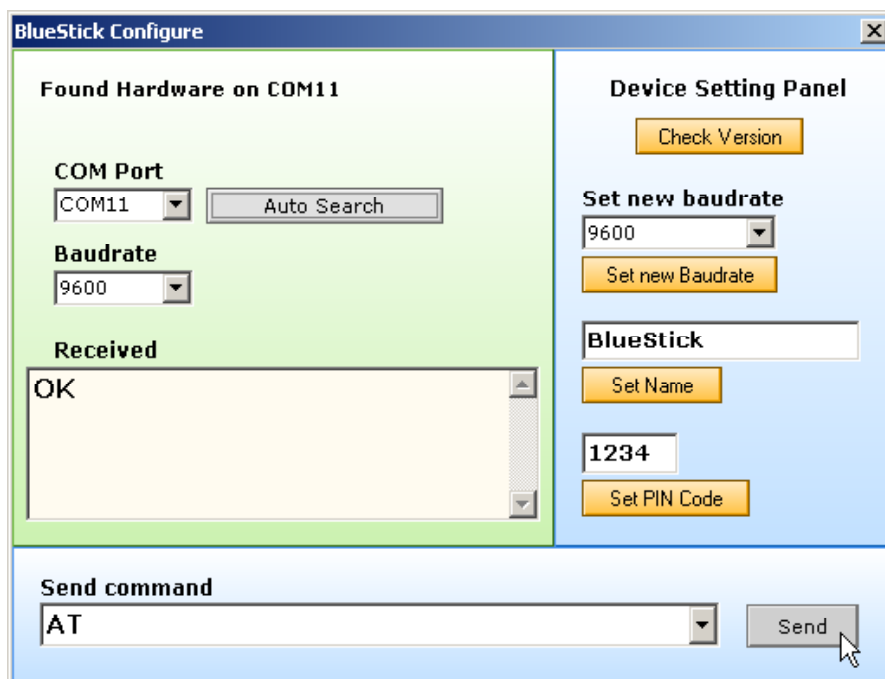 BlueStick Configure
Found Hardware on COM11
COM Port
COM11
Auto Search
Baudrate
9600
Received
OK
Device Setting Panel
Check Version
Set new baudrate
9600
Set new Baudrate
BlueStick
Set Name
1234
Set PIN Code
Send command
AT
Send